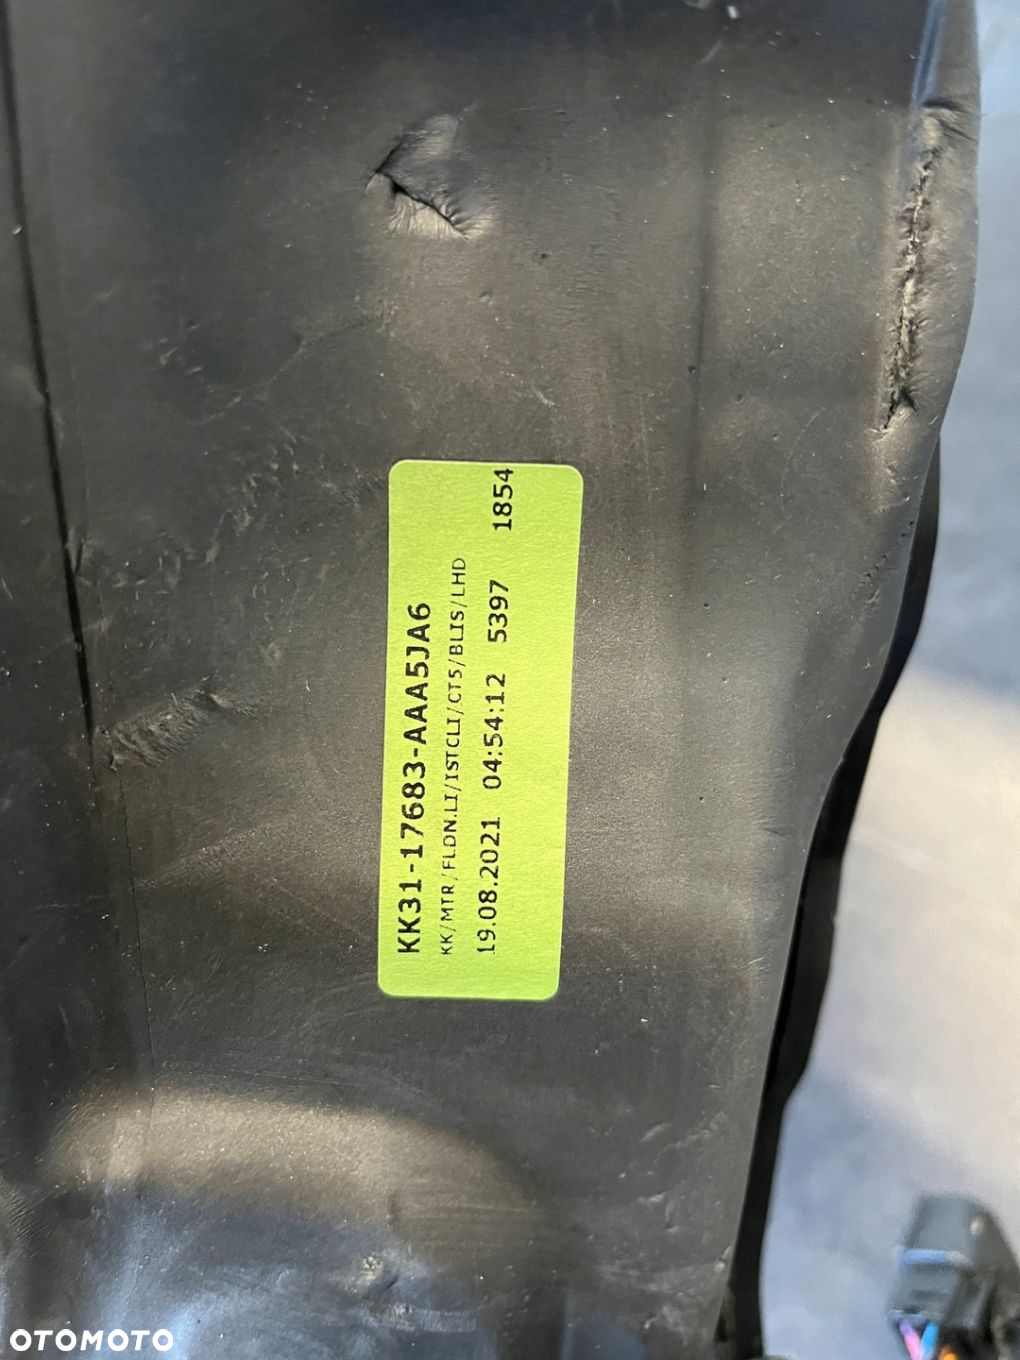 KK31-17683-AAA5JA6
KK/MTR/FLDN.LI/ISTCLI/CT5/BLIS/LHD
19.08.2021 04:54:12 5397 1854
OTOMOTO